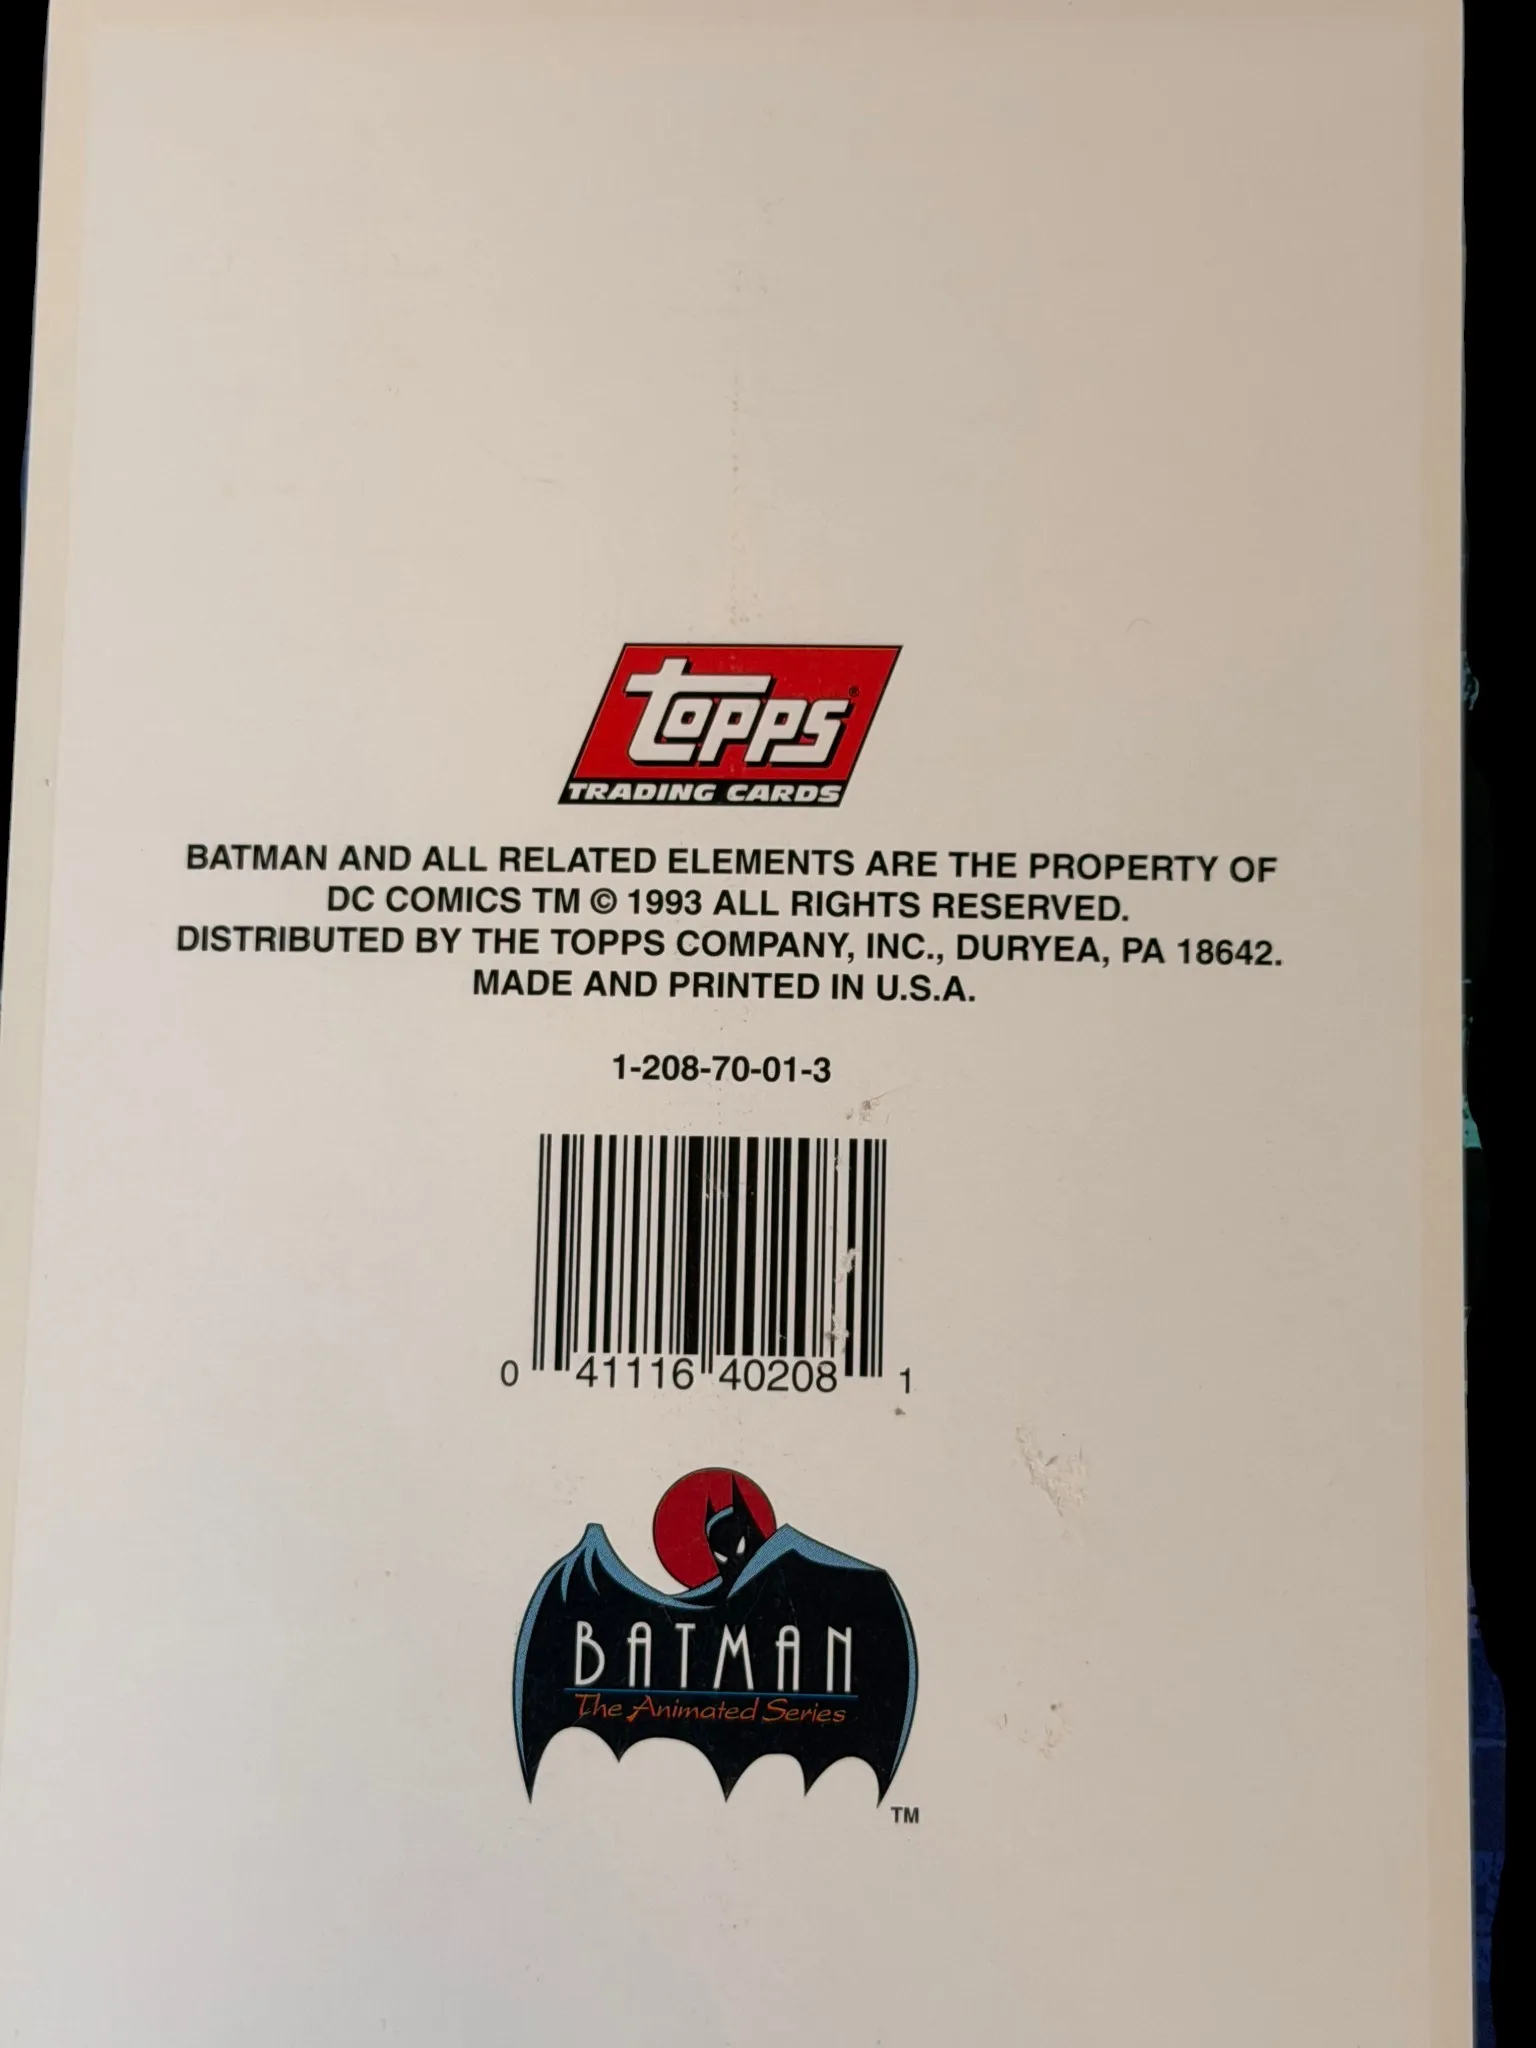 topps®
TRADING CARDS
BATMAN AND ALL RELATED ELEMENTS ARE THE PROPERTY OF
DC COMICS TM © 1993 ALL RIGHTS RESERVED.
DISTRIBUTED BY THE TOPPS COMPANY, INC., DURYEA, PA 18642.
MADE AND PRINTED IN U.S.A.
1-208-70-01-3
0 41116 40208 1
BATMAN
The Animated Series
TM